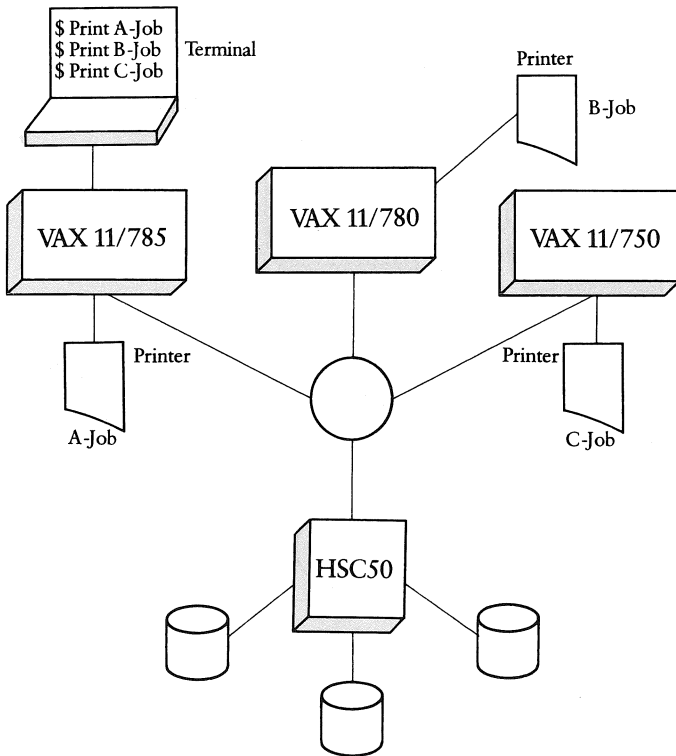 $ Print A-Job
$ Print B-Job
$ Print C-Job
Terminal
Printer
B-Job
VAX 11/785
VAX 11/780
VAX 11/750
Printer
A-Job
Printer
C-Job
HSC50